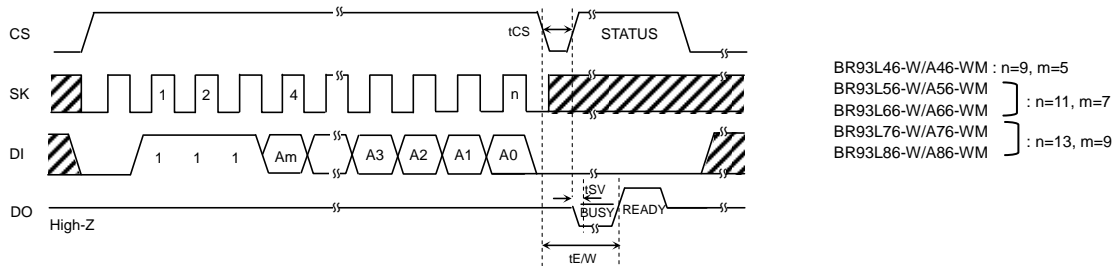 CS
tCS
STATUS
SK
1 2 4 n
DI
1 1 1 Am A3 A2 A1 A0
tSV
DO
BUSY READY
High-Z
tE/W
BR93L46-W/A46-WM : n=9, m=5
BR93L56-W/A56-WM
: n=11, m=7
BR93L66-W/A66-WM
BR93L76-W/A76-WM
: n=13, m=9
BR93L86-W/A86-WM